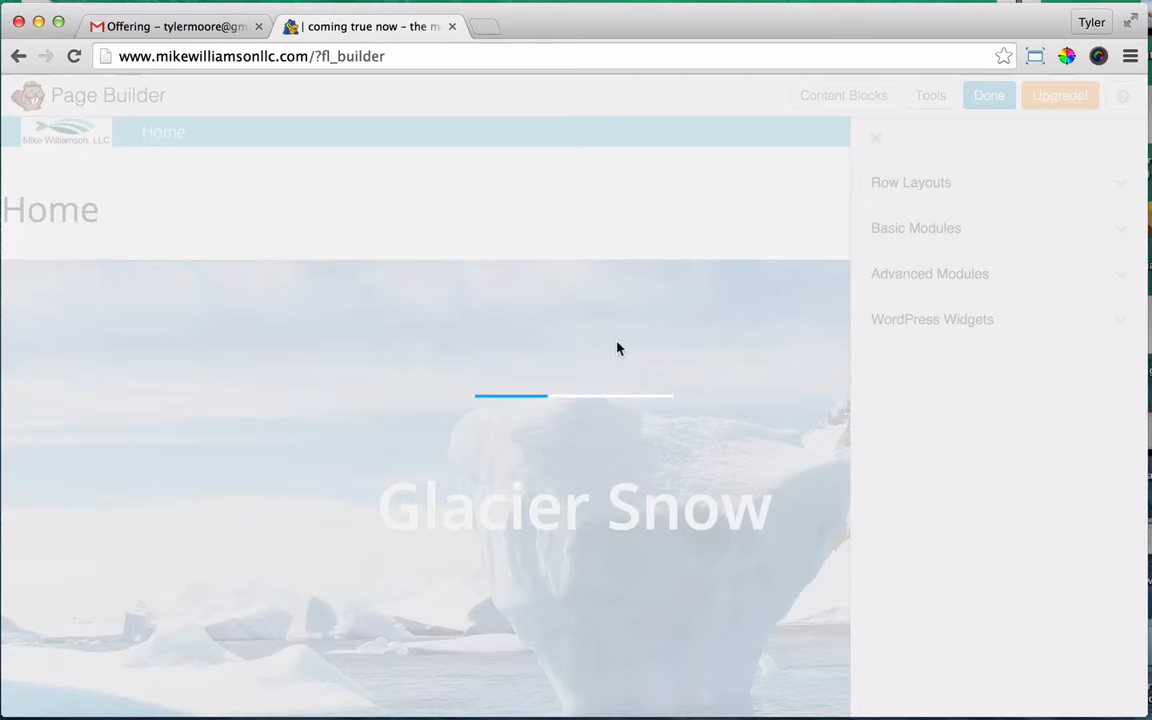 Offering – tylermoore@gm
| coming true now – the m
Tyler
www.mikewilliamsonllc.com/?fl_builder
Page Builder
Content Blocks
Tools
Done
Upgrade!
?
Mike Williamson, LLC
Home
Row Layouts
Home
Basic Modules
Advanced Modules
WordPress Widgets
Glacier Snow